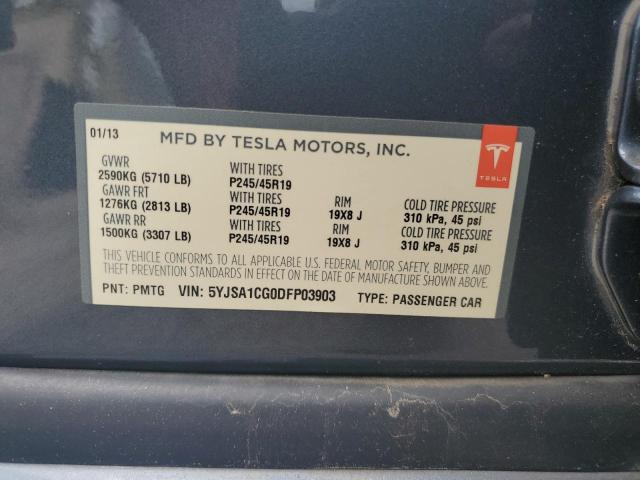 01/13 MFD BY TESLA MOTORS, INC.
GVWR WITH TIRES
2590KG (5710 LB) P245/45R19
GAWR FRT WITH TIRES RIM COLD TIRE PRESSURE
1276KG (2813 LB) P245/45R19 19X8 J 310 kPa, 45 psi
GAWR RR WITH TIRES RIM COLD TIRE PRESSURE
1500KG (3307 LB) P245/45R19 19X8 J 310 kPa, 45 psi
THIS VEHICLE CONFORMS TO ALL APPLICABLE U.S. FEDERAL MOTOR SAFETY, BUMPER AND
THEFT PREVENTION STANDARDS IN EFFECT ON THE DATE OF MANUFACTURE SHOWN ABOVE.
PNT: PMTG VIN: 5YJSA1CG0DFP03903 TYPE: PASSENGER CAR
TESLA